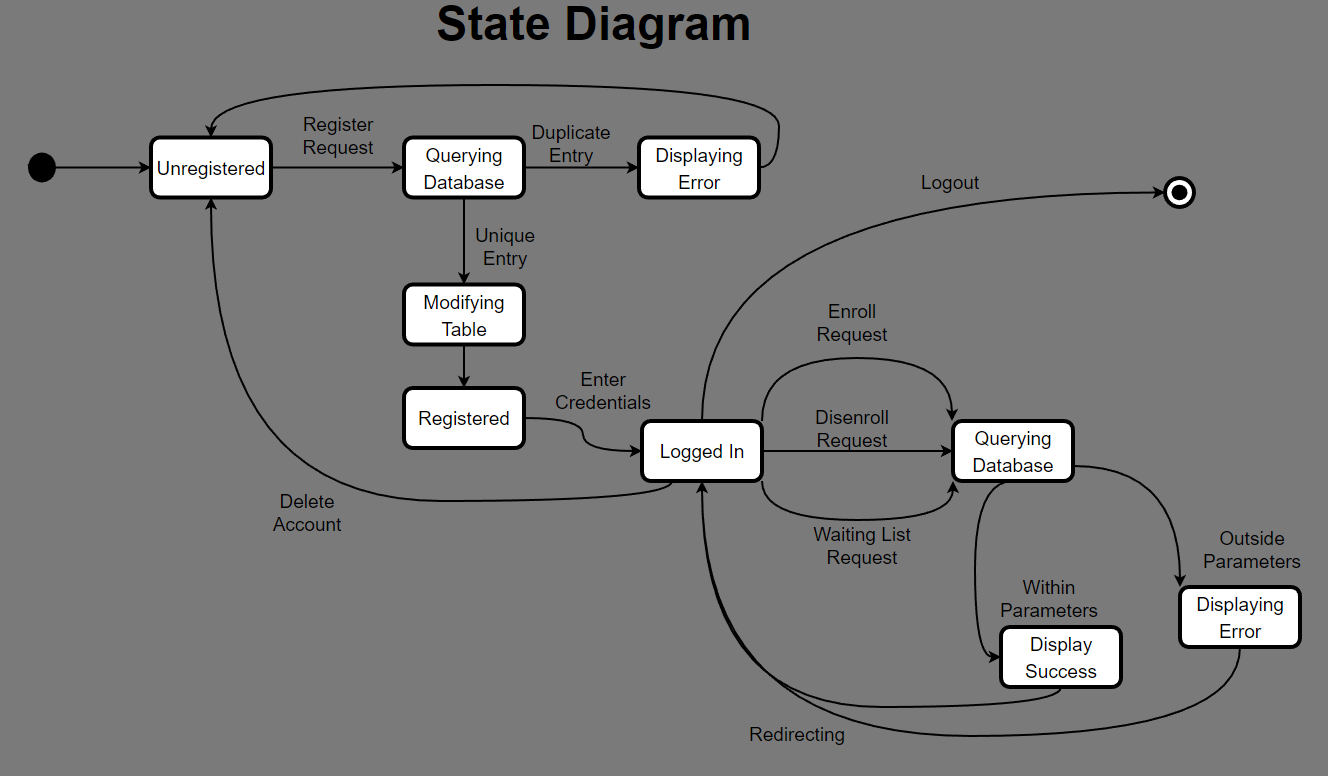 State Diagram
Register
Request
Duplicate
Entry
Unregistered
Querying
Database
Displaying
Error
Logout
Unique
Entry
Modifying
Table
Enroll
Request
Enter
Credentials
Registered
Disenroll
Request
Logged In
Querying
Database
Delete
Account
Waiting List
Request
Outside
Parameters
Within
Parameters
Displaying
Error
Display
Success
Redirecting